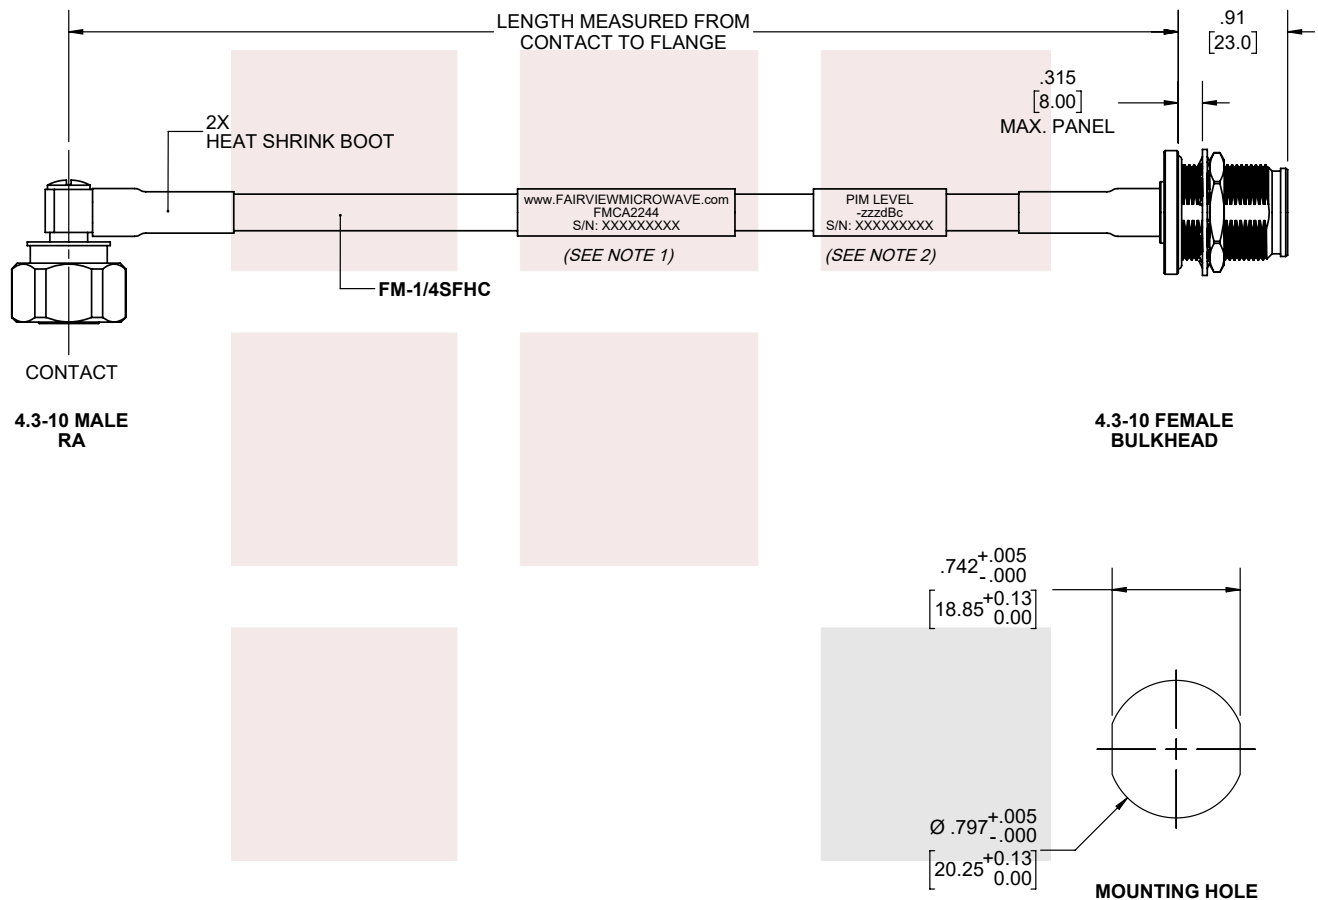 LENGTH MEASURED FROM
CONTACT TO FLANGE
.91
[23.0]
.315
[8.00]
MAX. PANEL
2X
HEAT SHRINK BOOT
www.FAIRVIEWMICROWAVE.com
FMCA2244
S/N: XXXXXXXXX
PIM LEVEL
-zzzdBc
S/N: XXXXXXXXX
(SEE NOTE 1)
(SEE NOTE 2)
FM-1/4SFHC
CONTACT
4.3-10 MALE
RA
4.3-10 FEMALE
BULKHEAD
.742 +.005
-.000
[18.85 +0.13
0.00]
Ø .797 +.005
-.000
[20.25 +0.13
0.00]
MOUNTING HOLE